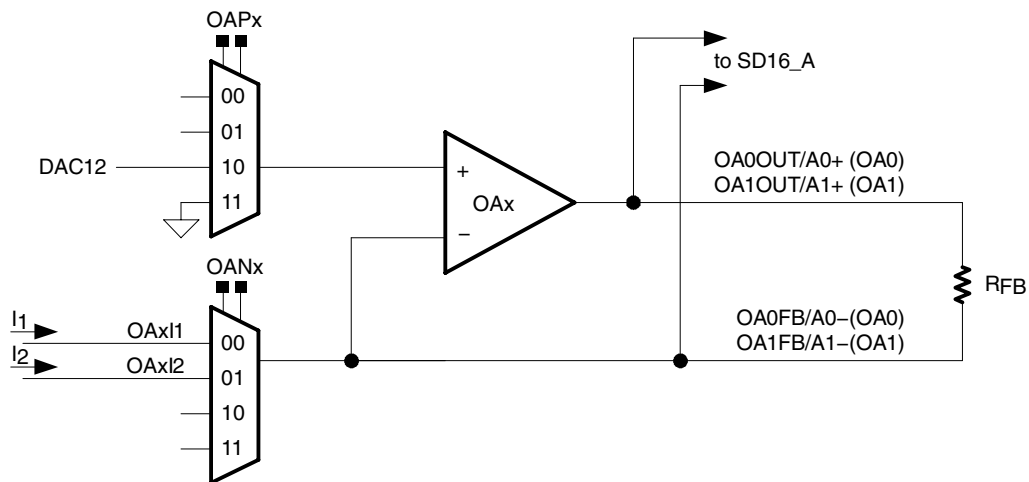 OAPx
00
01
DAC12
10
11
+
OAx
−
to SD16_A
OA0OUT/A0+ (OA0)
OA1OUT/A1+ (OA1)
RFB
OA0FB/A0−(OA0)
OA1FB/A1−(OA1)
OANx
I1
OAxI1
00
I2
OAxI2
01
10
11